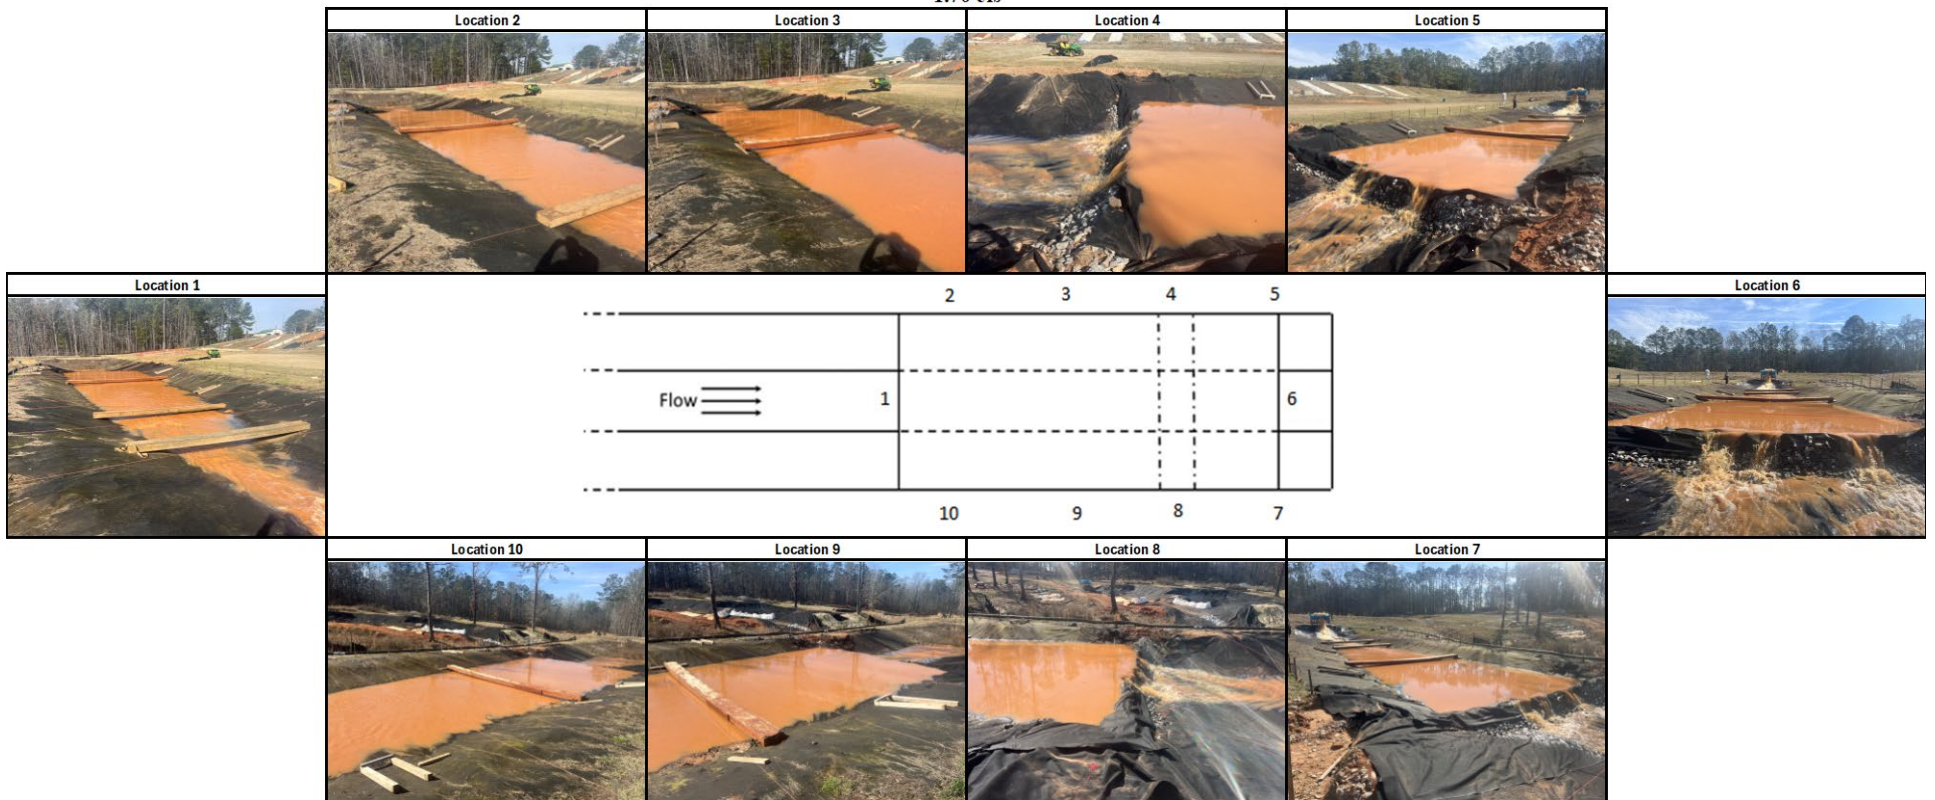 Location 2
Location 3
Location 4
Location 5
Location 1
Location 6
2
3
4
5
Flow
1
6
10
9
8
7
Location 10
Location 9
Location 8
Location 7